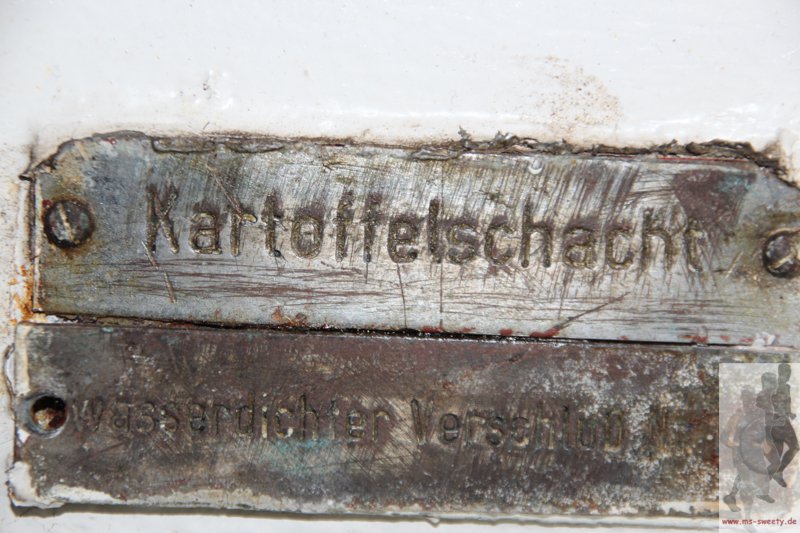 Kartoffelschacht
Wasserdichter Verschluß N
www.ms-sweety.de